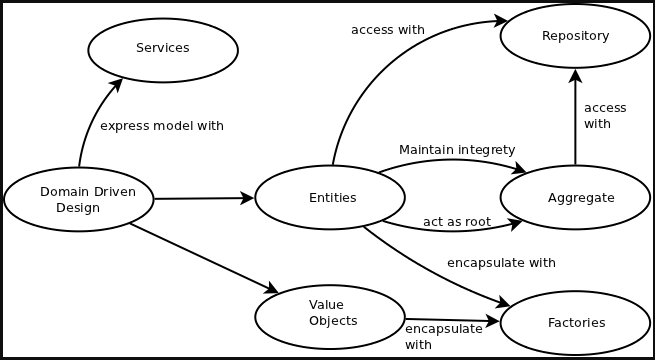 access with
Repository
Services
access
with
express model with
Maintain integrety
Domain Driven
Design
Entities
Aggregate
act as root
encapsulate with
Value
Objects
encapsulate
with
Factories